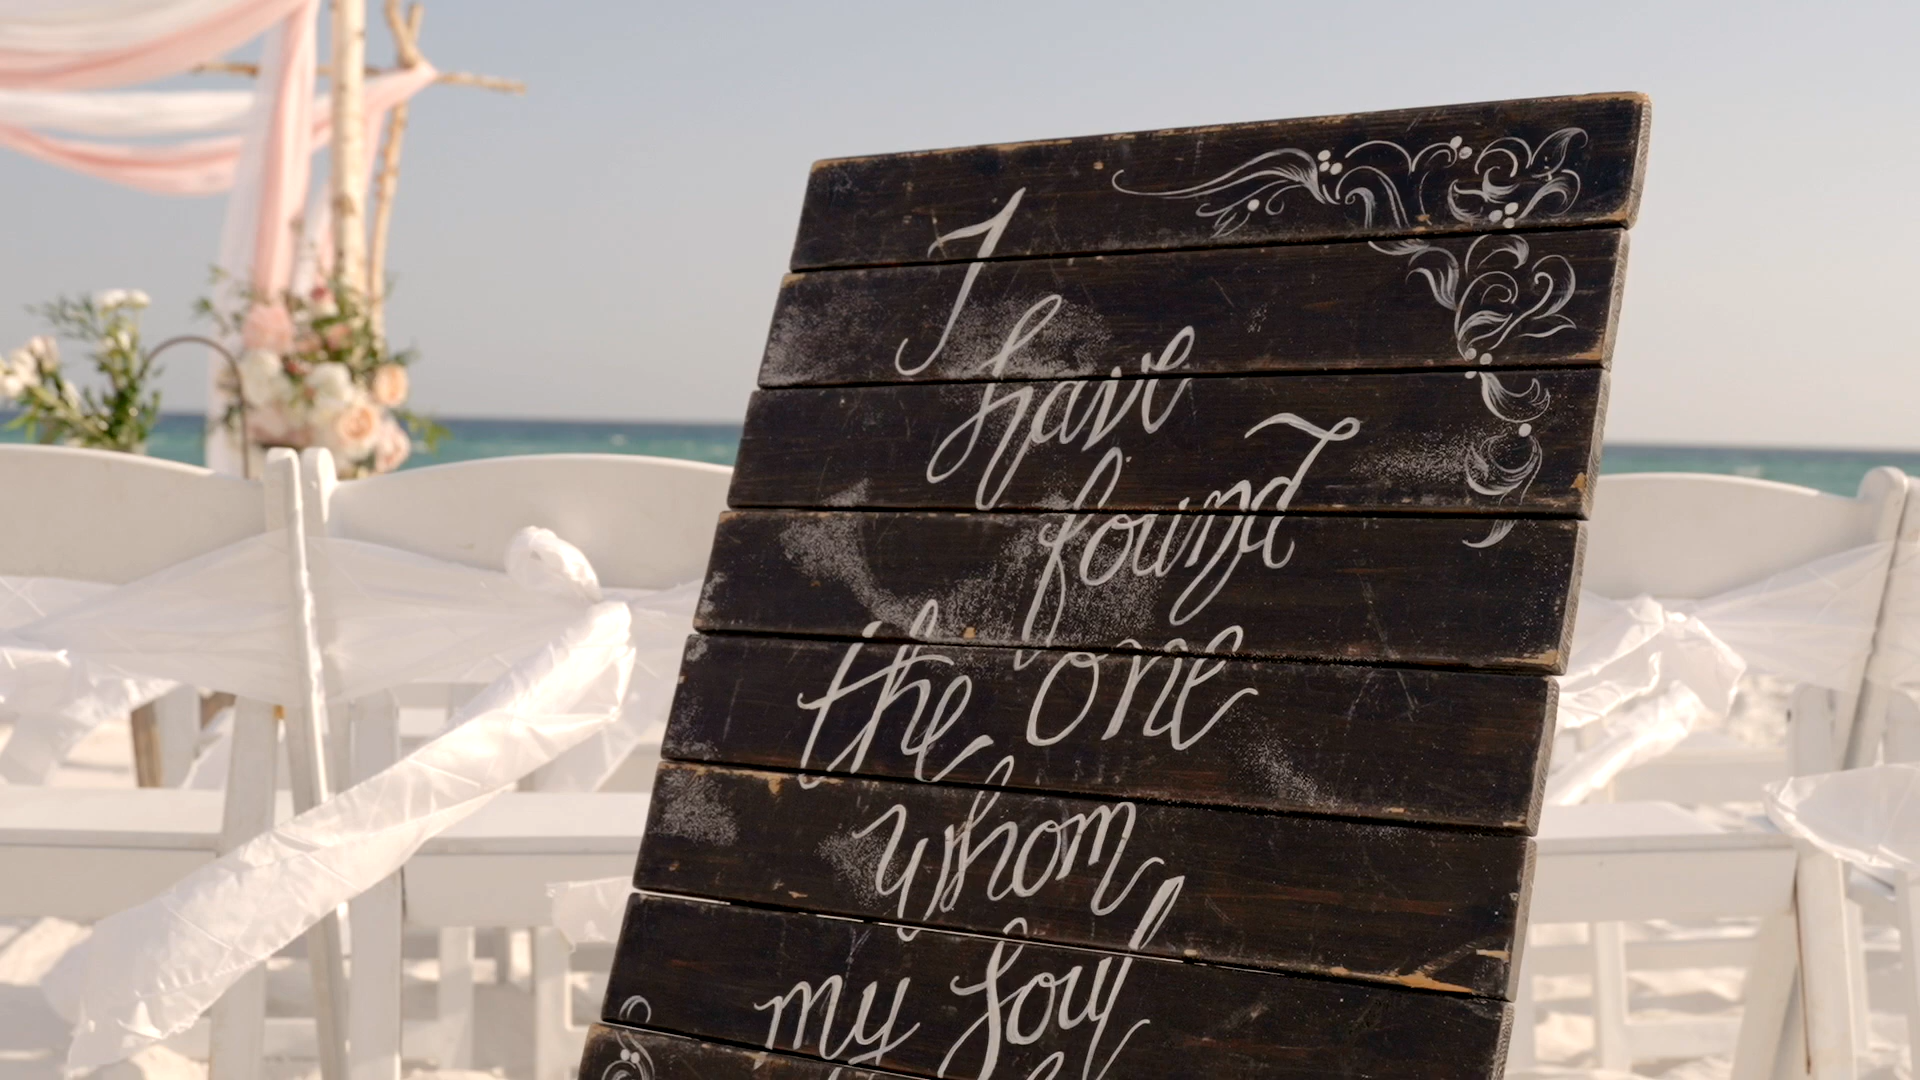 I
have
found
the one
whom
my soul